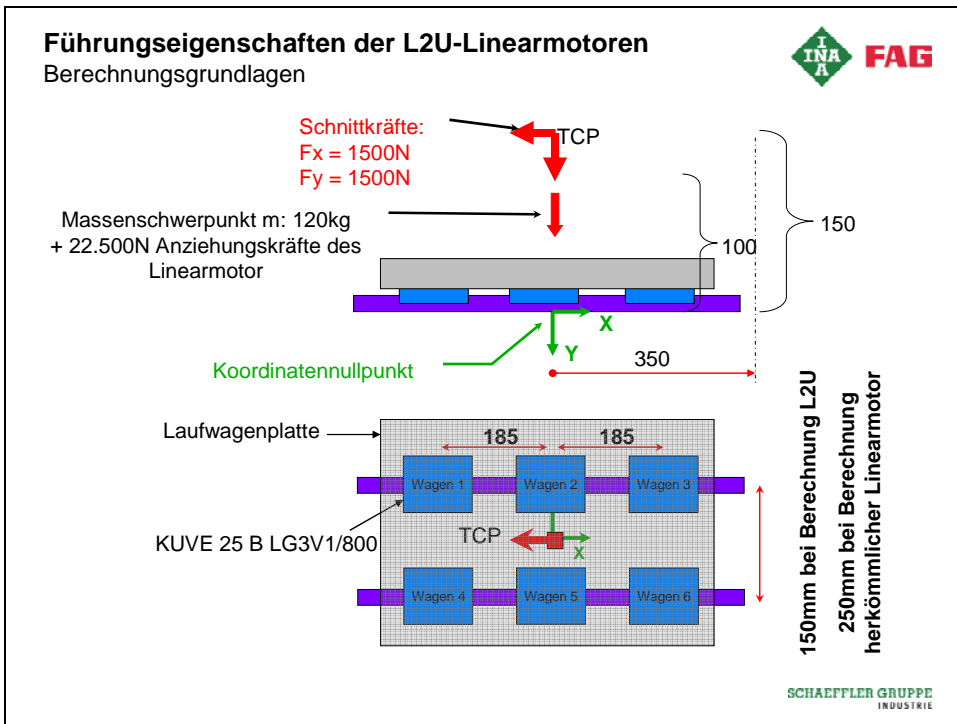 Führungseigenschaften der L2U-Linearmotoren
Berechnungsgrundlagen
INA
INA
FAG
Schnittkräfte:
Fx = 1500N
Fy = 1500N
TCP
Massenschwerpunkt m: 120kg
+ 22.500N Anziehungskräfte des
Linearmotor
100
150
X
Y
Koordinatennullpunkt
350
Laufwagenplatte
185
185
Wagen 1
Wagen 2
Wagen 3
KUVE 25 B LG3V1/800
TCP
X
Wagen 4
Wagen 5
Wagen 6
150mm bei Berechnung L2U
250mm bei Berechnung
herkömmlicher Linearmotor
SCHAEFFLER GRUPPE
INDUSTRIE